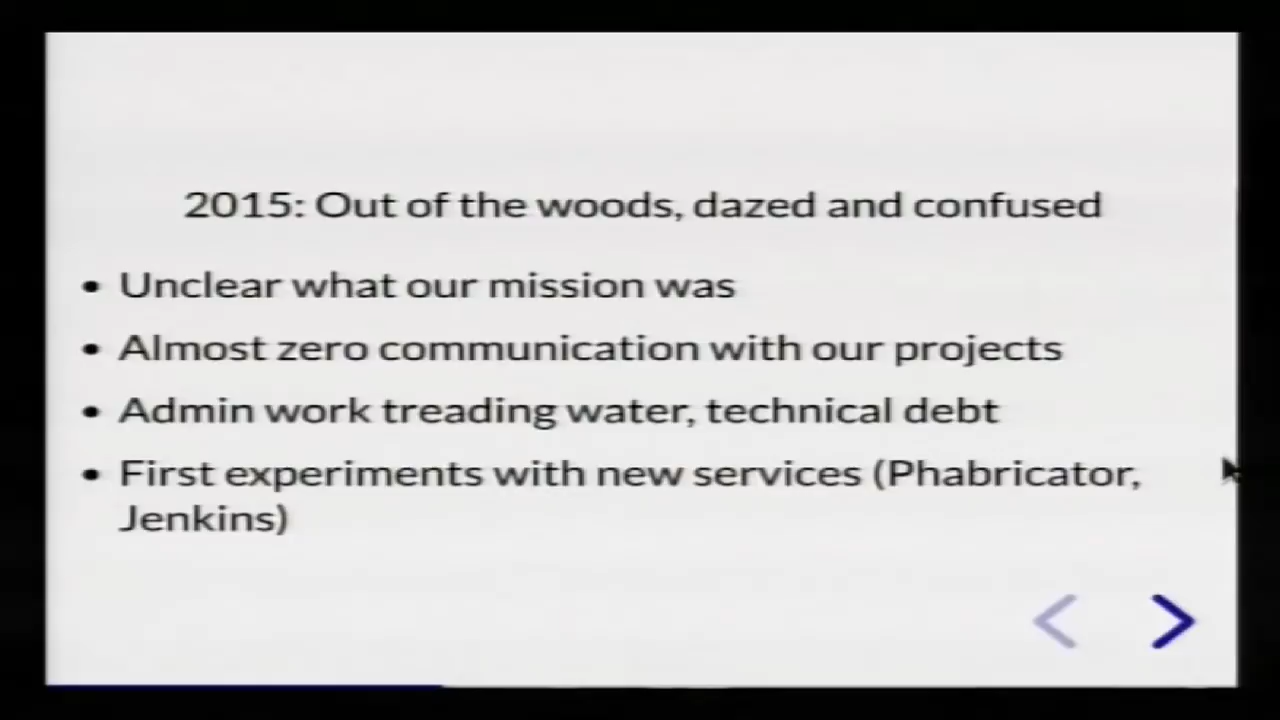 2015: Out of the woods, dazed and confused
• Unclear what our mission was
• Almost zero communication with our projects
• Admin work treading water, technical debt
• First experiments with new services (Phabricator,
Jenkins)